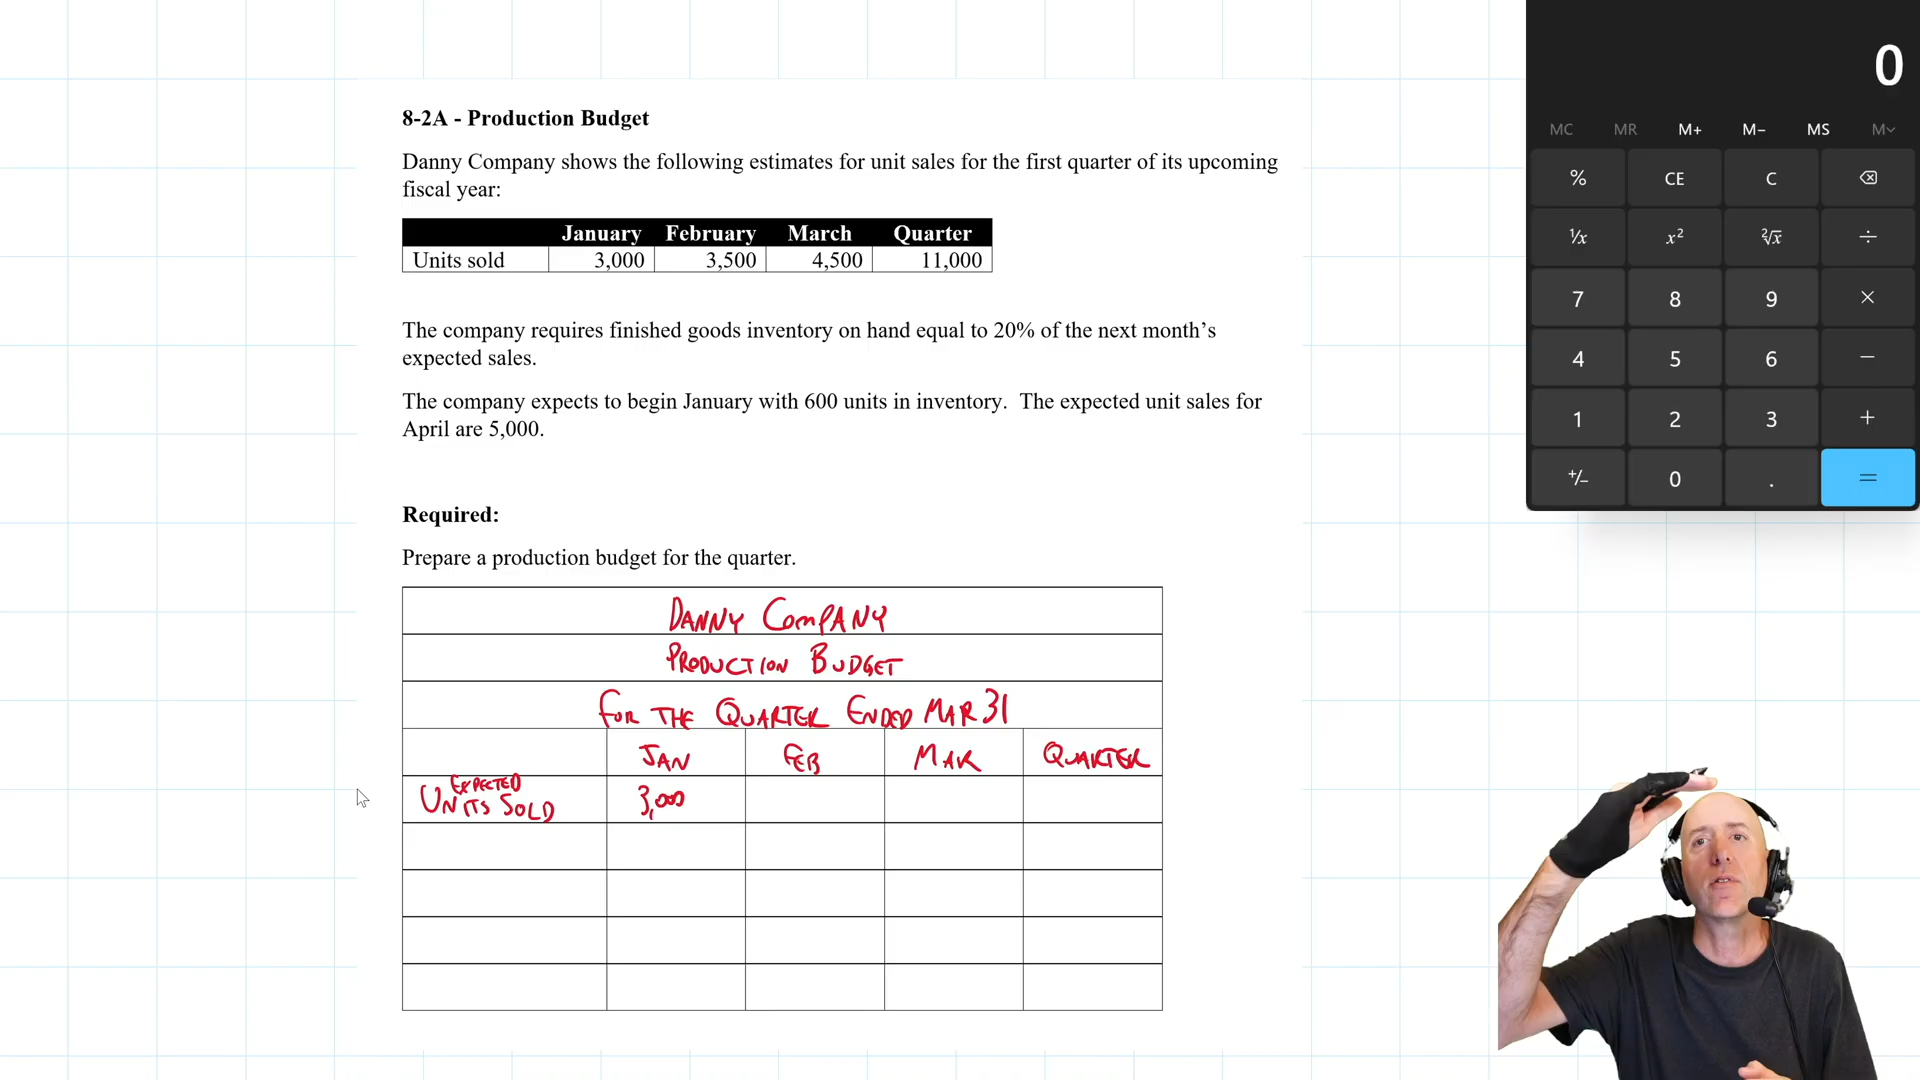 0
MC MR M+ M− MS M˅
% CE C ⌫
¹/x x² ²√x ÷
7 8 9 ×
4 5 6 −
1 2 3 +
+/− 0 . =
8-2A - Production Budget
Danny Company shows the following estimates for unit sales for the first quarter of its upcoming
fiscal year:
January February March Quarter
Units sold 3,000 3,500 4,500 11,000
The company requires finished goods inventory on hand equal to 20% of the next month’s
expected sales.
The company expects to begin January with 600 units in inventory. The expected unit sales for
April are 5,000.
Required:
Prepare a production budget for the quarter.
DANNY COMPANY
PRODUCTION BUDGET
FOR THE QUARTER ENDED MAR 31
JAN FEB MAR QUARTER
EXPECTED
UNITS SOLD 3,000